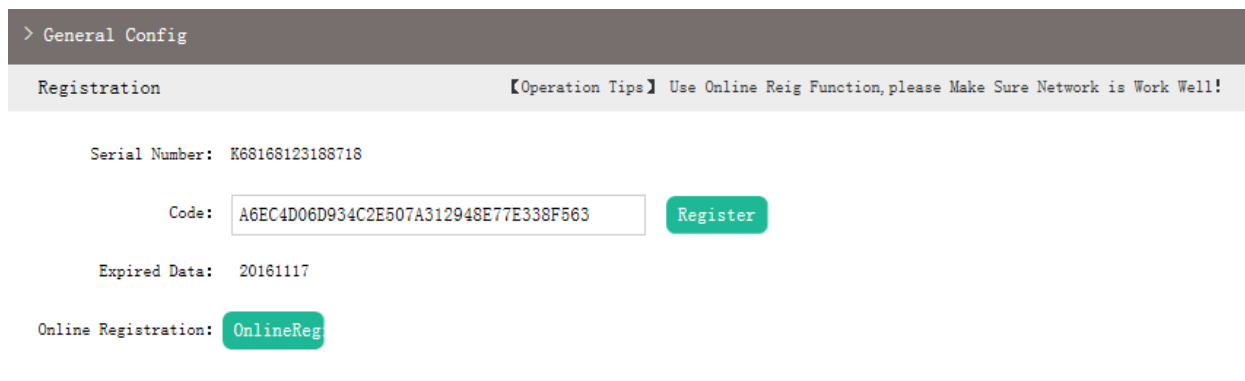 > General Config
Registration 【Operation Tips】 Use Online Reig Function,please Make Sure Network is Work Well!
Serial Number: K68168123188718
Code: A6EC4D06D934C2E507A312948E77E338F563 Register
Expired Data: 20161117
Online Registration: OnlineReg